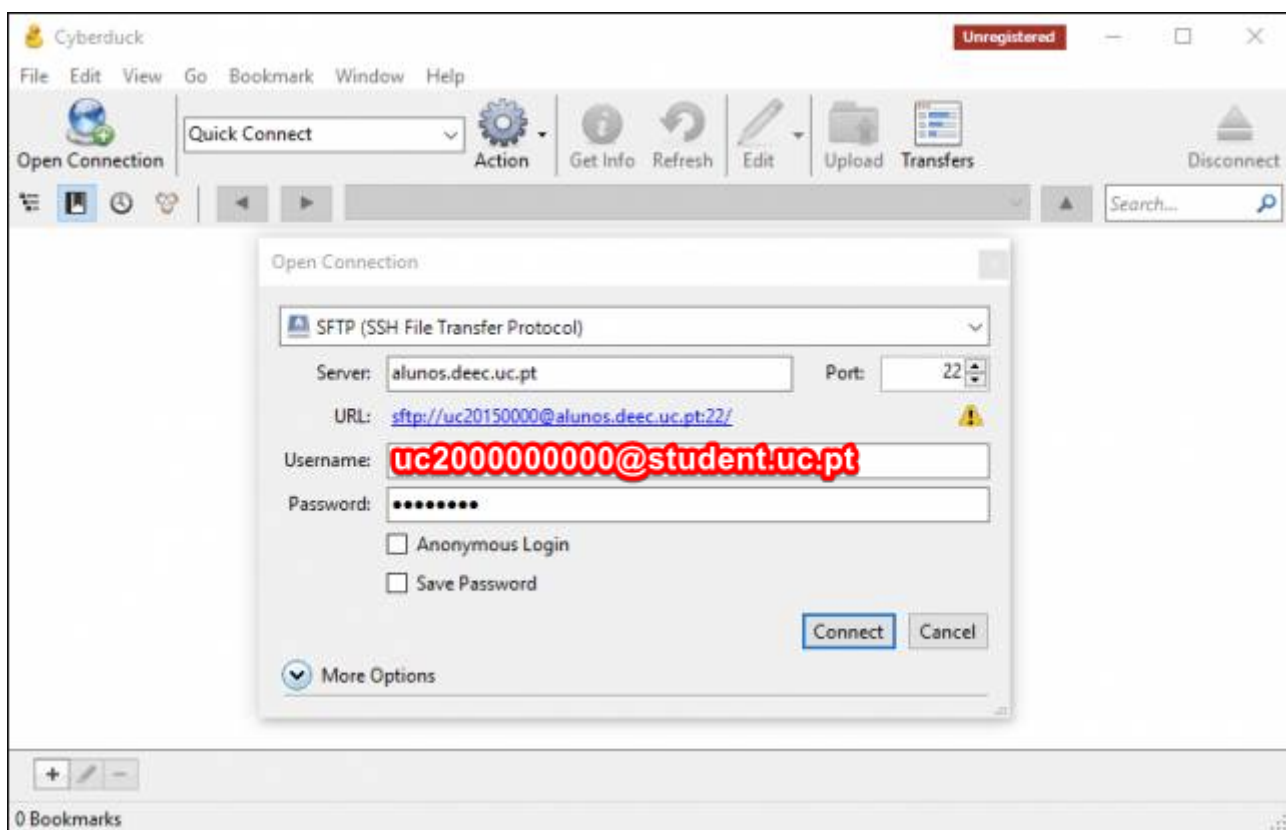 Cyberduck Unregistered
File Edit View Go Bookmark Window Help
Quick Connect
Open Connection Action Get Info Refresh Edit Upload Transfers Disconnect
Search...
Open Connection
SFTP (SSH File Transfer Protocol)
Server: alunos.deec.uc.pt Port: 22
URL: sftp://uc20150000@alunos.deec.uc.pt:22/
Username: uc2000000000@student.uc.pt
Password: ••••••••
Anonymous Login
Save Password
Connect Cancel
More Options
0 Bookmarks